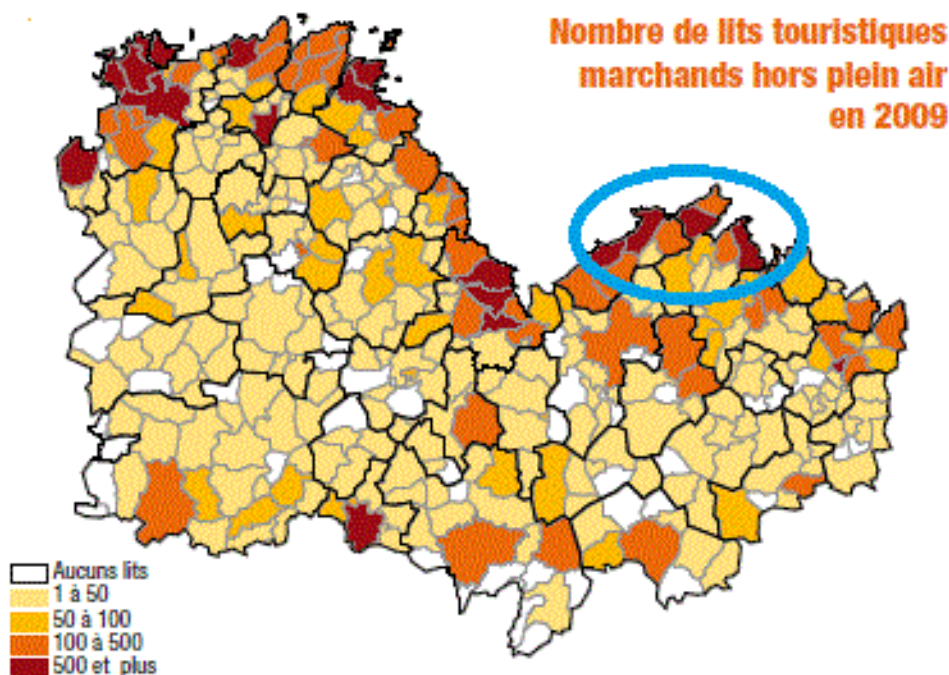 Nombre de lits touristiques
marchands hors plein air
en 2009
Aucuns lits
1 à 50
50 à 100
100 à 500
500 et plus